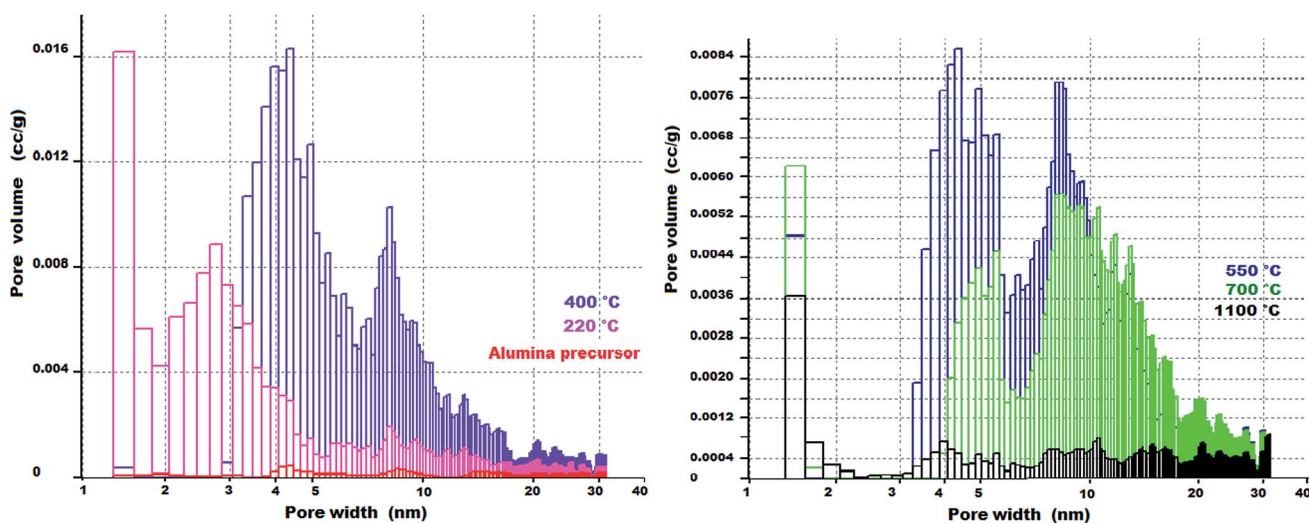 0.016
0.012
0.008
0.004
0
Pore volume (cc/g)
400 °C
220 °C
Alumina precursor
1 2 3 4 5 10 20 30 40
Pore width (nm)
0.0084
0.0076
0.0068
0.0060
0.0052
0.0044
0.0036
0.0028
0.0020
0.0012
0.0004
0
Pore volume (cc/g)
550 °C
700 °C
1100 °C
1 2 3 4 5 10 20 30 40
Pore width (nm)